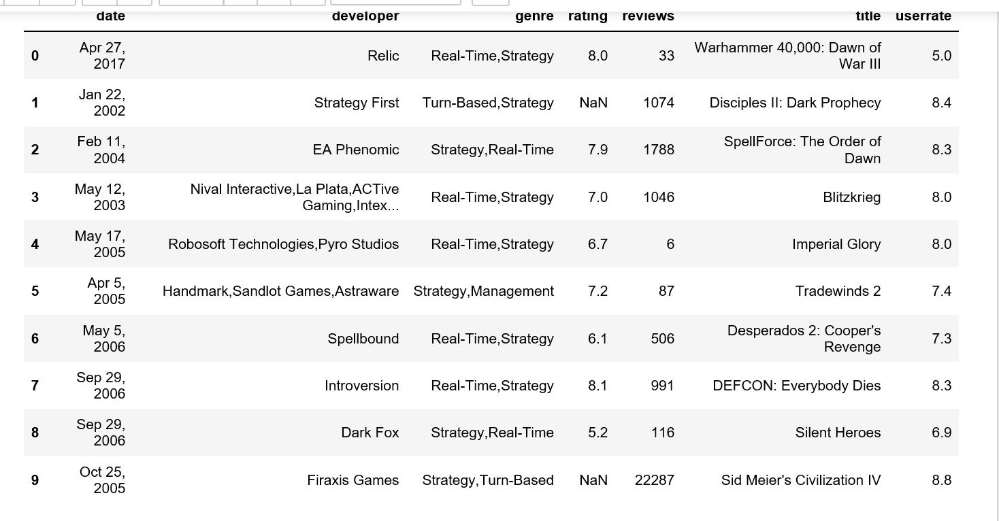 date developer genre rating reviews title userrate
0 Apr 27, 2017 Relic Real-Time,Strategy 8.0 33 Warhammer 40,000: Dawn of War III 5.0
1 Jan 22, 2002 Strategy First Turn-Based,Strategy NaN 1074 Disciples II: Dark Prophecy 8.4
2 Feb 11, 2004 EA Phenomic Strategy,Real-Time 7.9 1788 SpellForce: The Order of Dawn 8.3
3 May 12, 2003 Nival Interactive,La Plata,ACTive Gaming,Intex... Real-Time,Strategy 7.0 1046 Blitzkrieg 8.0
4 May 17, 2005 Robosoft Technologies,Pyro Studios Real-Time,Strategy 6.7 6 Imperial Glory 8.0
5 Apr 5, 2005 Handmark,Sandlot Games,Astraware Strategy,Management 7.2 87 Tradewinds 2 7.4
6 May 5, 2006 Spellbound Real-Time,Strategy 6.1 506 Desperados 2: Cooper's Revenge 7.3
7 Sep 29, 2006 Introversion Real-Time,Strategy 8.1 991 DEFCON: Everybody Dies 8.3
8 Sep 29, 2006 Dark Fox Strategy,Real-Time 5.2 116 Silent Heroes 6.9
9 Oct 25, 2005 Firaxis Games Strategy,Turn-Based NaN 22287 Sid Meier's Civilization IV 8.8